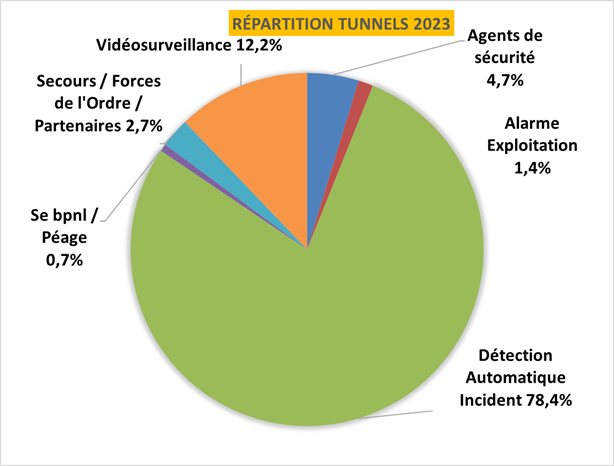 RÉPARTITION TUNNELS 2023
Agents de
sécurité
4,7%
Alarme
Exploitation
1,4%
Détection
Automatique
Incident 78,4%
Se bpnl /
Péage
0,7%
Secours / Forces
de l'Ordre /
Partenaires 2,7%
Vidéosurveillance 12,2%